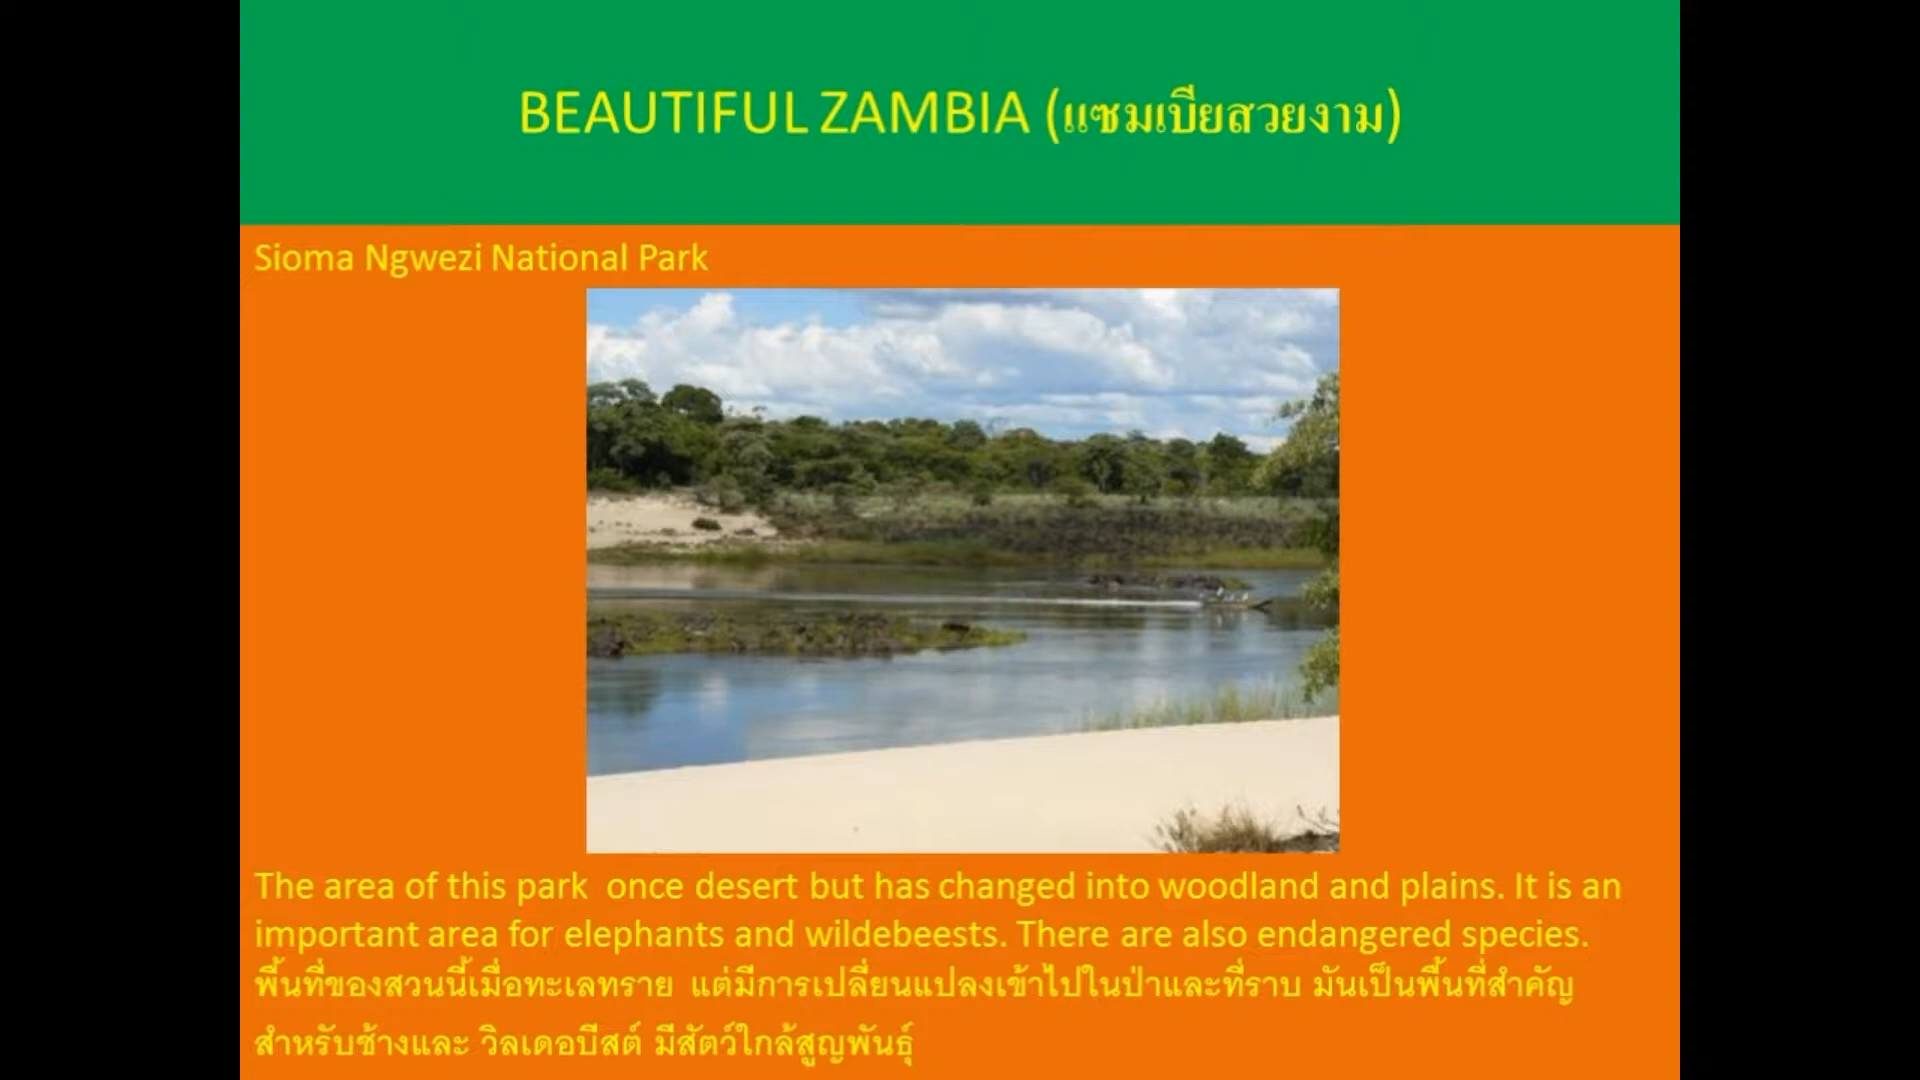 BEAUTIFUL ZAMBIA (แซมเบียสวยงาม)
Sioma Ngwezi National Park
The area of this park once desert but has changed into woodland and plains. It is an
important area for elephants and wildebeests. There are also endangered species.
พื้นที่ของสวนนี้เมื่อทะเลทราย แต่มีการเปลี่ยนแปลงเข้าไปในป่าและที่ราบ มันเป็นพื้นที่สำคัญ
สำหรับช้างและ วิลเดอบีสต์ มีสัตว์ใกล้สูญพันธุ์